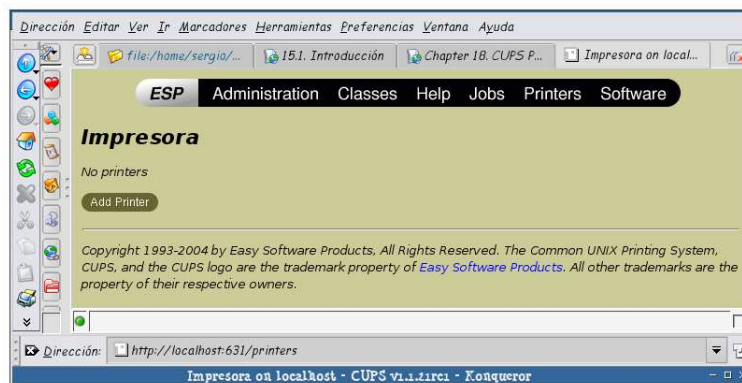 Dirección Editar Ver Ir Marcadores Herramientas Preferencias Ventana Ayuda
file:/home/sergio/... 15.1. Introducción Chapter 18. CUPS P... Impresora on local...
ESP Administration Classes Help Jobs Printers Software
Impresora
No printers
Add Printer
Copyright 1993-2004 by Easy Software Products, All Rights Reserved. The Common UNIX Printing System,
CUPS, and the CUPS logo are the trademark property of Easy Software Products. All other trademarks are the
property of their respective owners.
Dirección: http://localhost:631/printers
Impresora on localhost - CUPS v1.1.21rc1 - Konqueror